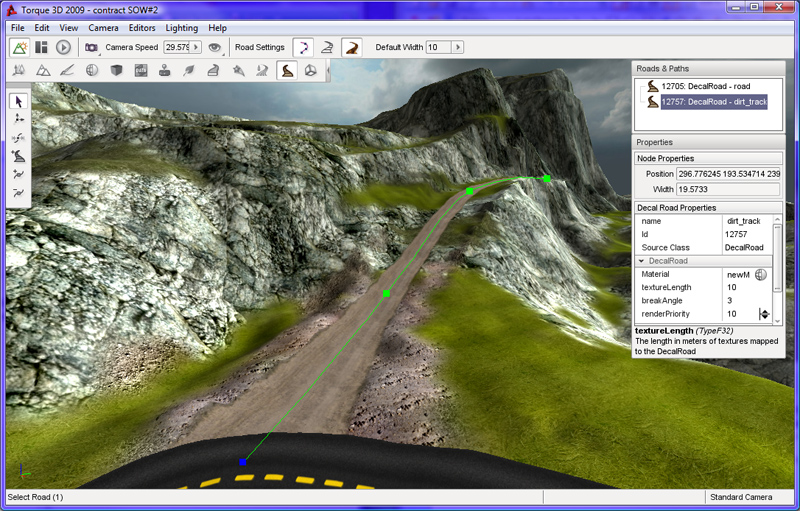 Torque 3D 2009 - contract SOW#2
File Edit View Camera Editors Lighting Help
Camera Speed 29.579 Road Settings Default Width 10
Roads & Paths
12705: DecalRoad - road
12757: DecalRoad - dirt_track
Properties
Node Properties
Position 296.776245 193.534714 239
Width 19.5733
Decal Road Properties
name dirt_track
Id 12757
Source Class DecalRoad
DecalRoad
Material newM
textureLength 10
breakAngle 3
renderPriority 10
textureLength (TypeF32)
The length in meters of textures mapped
to the DecalRoad
Select Road (1) Standard Camera